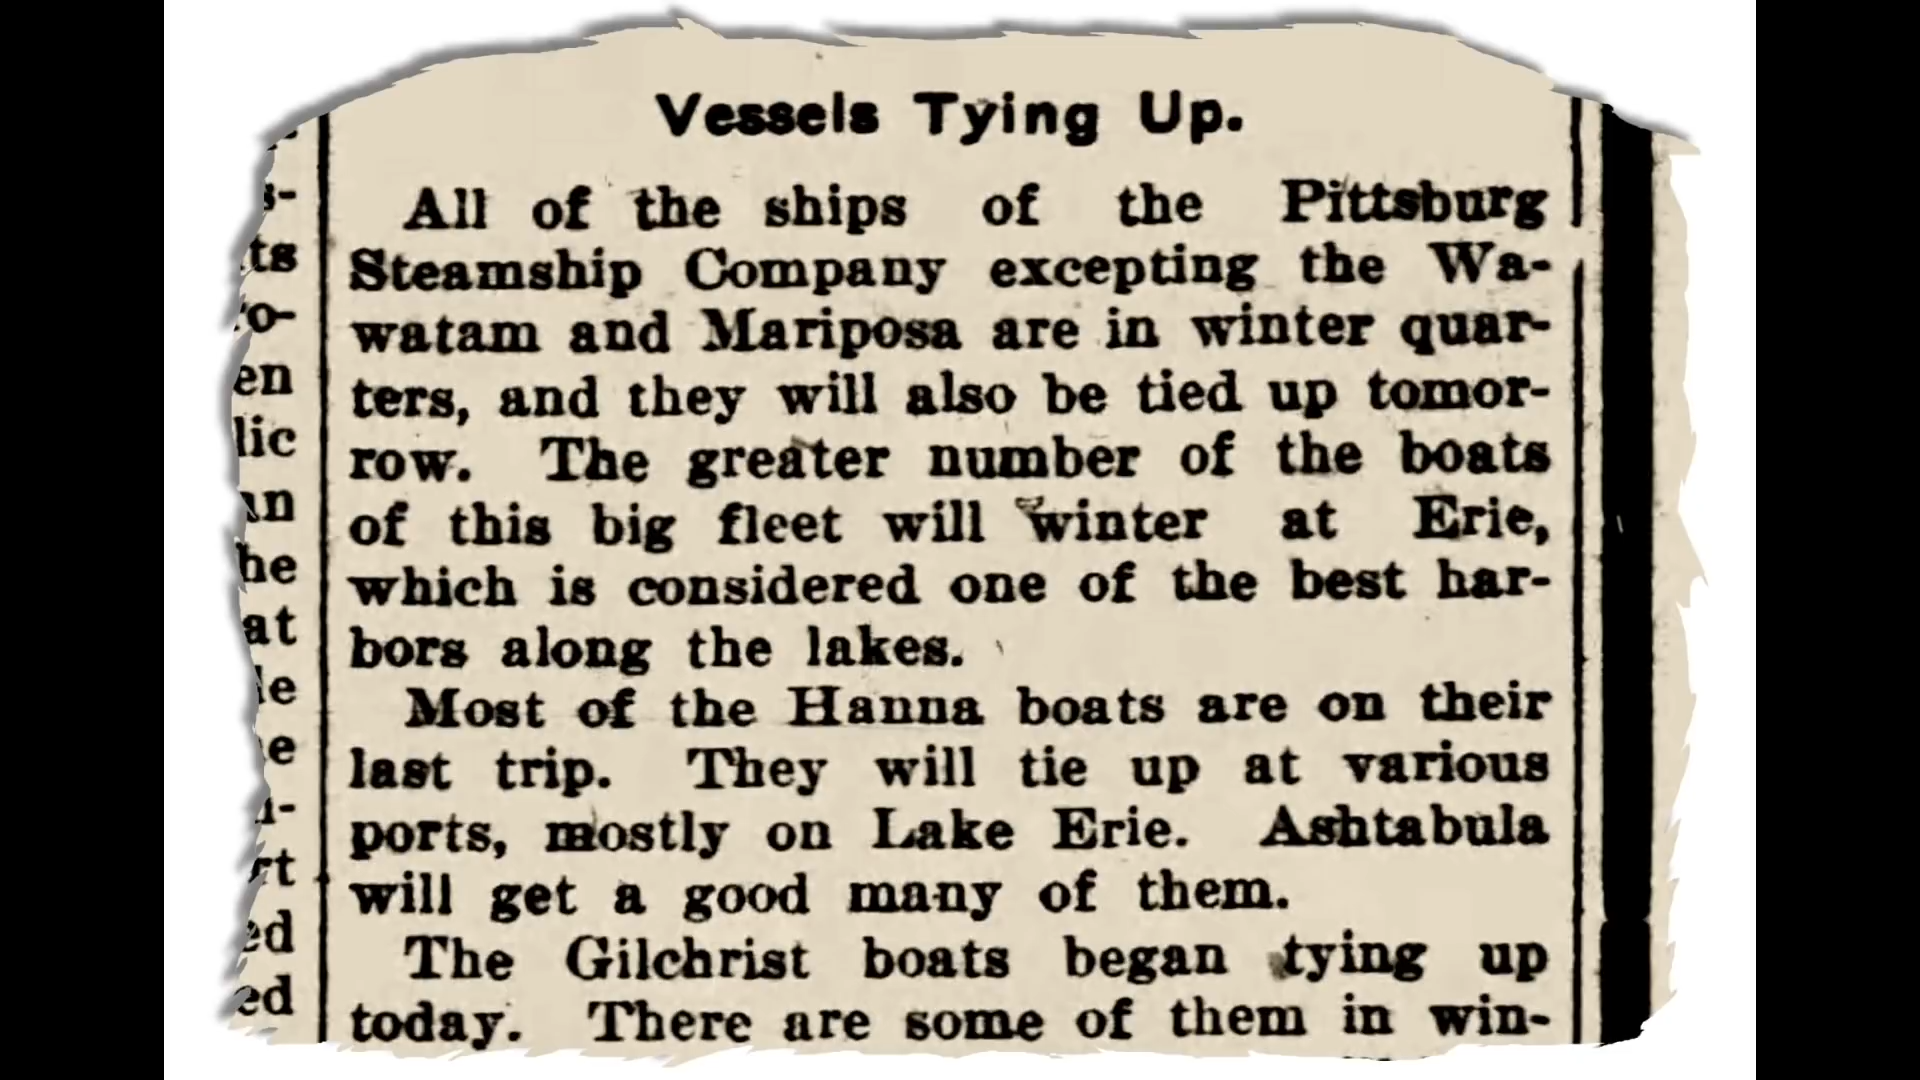 Vessels Tying Up.
All of the ships of the Pittsburg
Steamship Company excepting the Wa-
watam and Mariposa are in winter quar-
ters, and they will also be tied up tomor-
row. The greater number of the boats
of this big fleet will winter at Erie,
which is considered one of the best har-
bors along the lakes.
Most of the Hanna boats are on their
last trip. They will tie up at various
ports, mostly on Lake Erie. Ashtabula
will get a good many of them.
The Gilchrist boats began tying up
today. There are some of them in win-